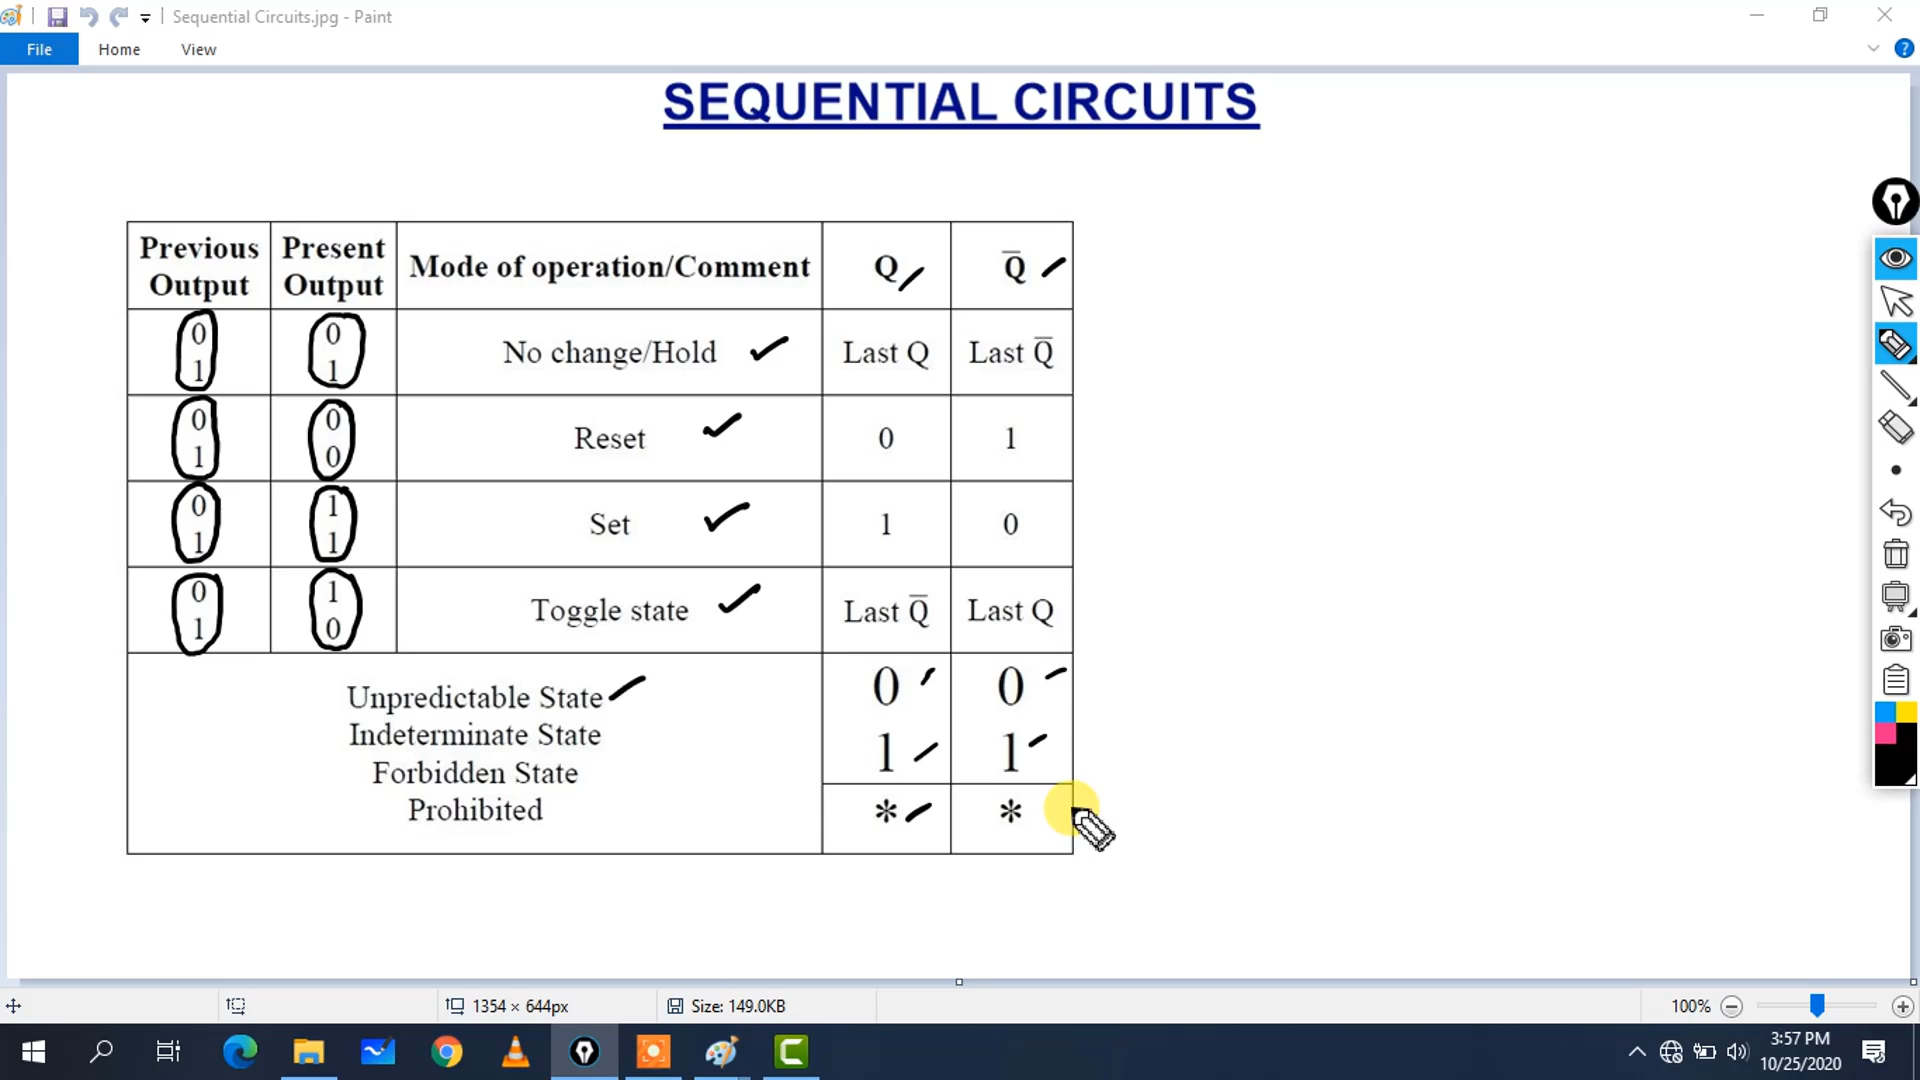 Sequential Circuits.jpg - Paint
File Home View
SEQUENTIAL CIRCUITS
Previous Output Present Output Mode of operation/Comment Q Q̅
0 0
1 1
No change/Hold Last Q Last Q̅
0 0
1 0
Reset 0 1
0 1
1 1
Set 1 0
0 1
1 0
Toggle state Last Q̅ Last Q
Unpredictable State 0 0
Indeterminate State
Forbidden State 1 1
Prohibited * *
1354 × 644px Size: 149.0KB 100%
3:57 PM
10/25/2020